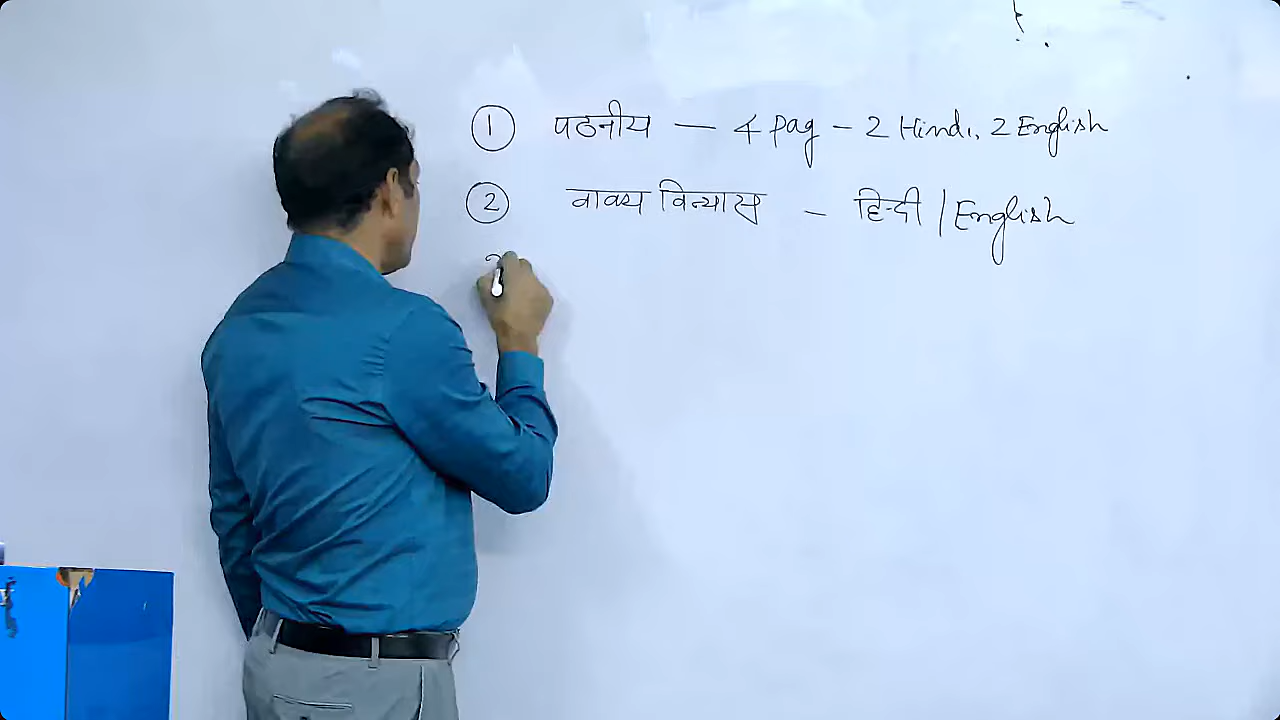 ① पठनीय — 4 Pag - 2 Hindi, 2 English
② वाक्य विन्यास - हिन्दी / English